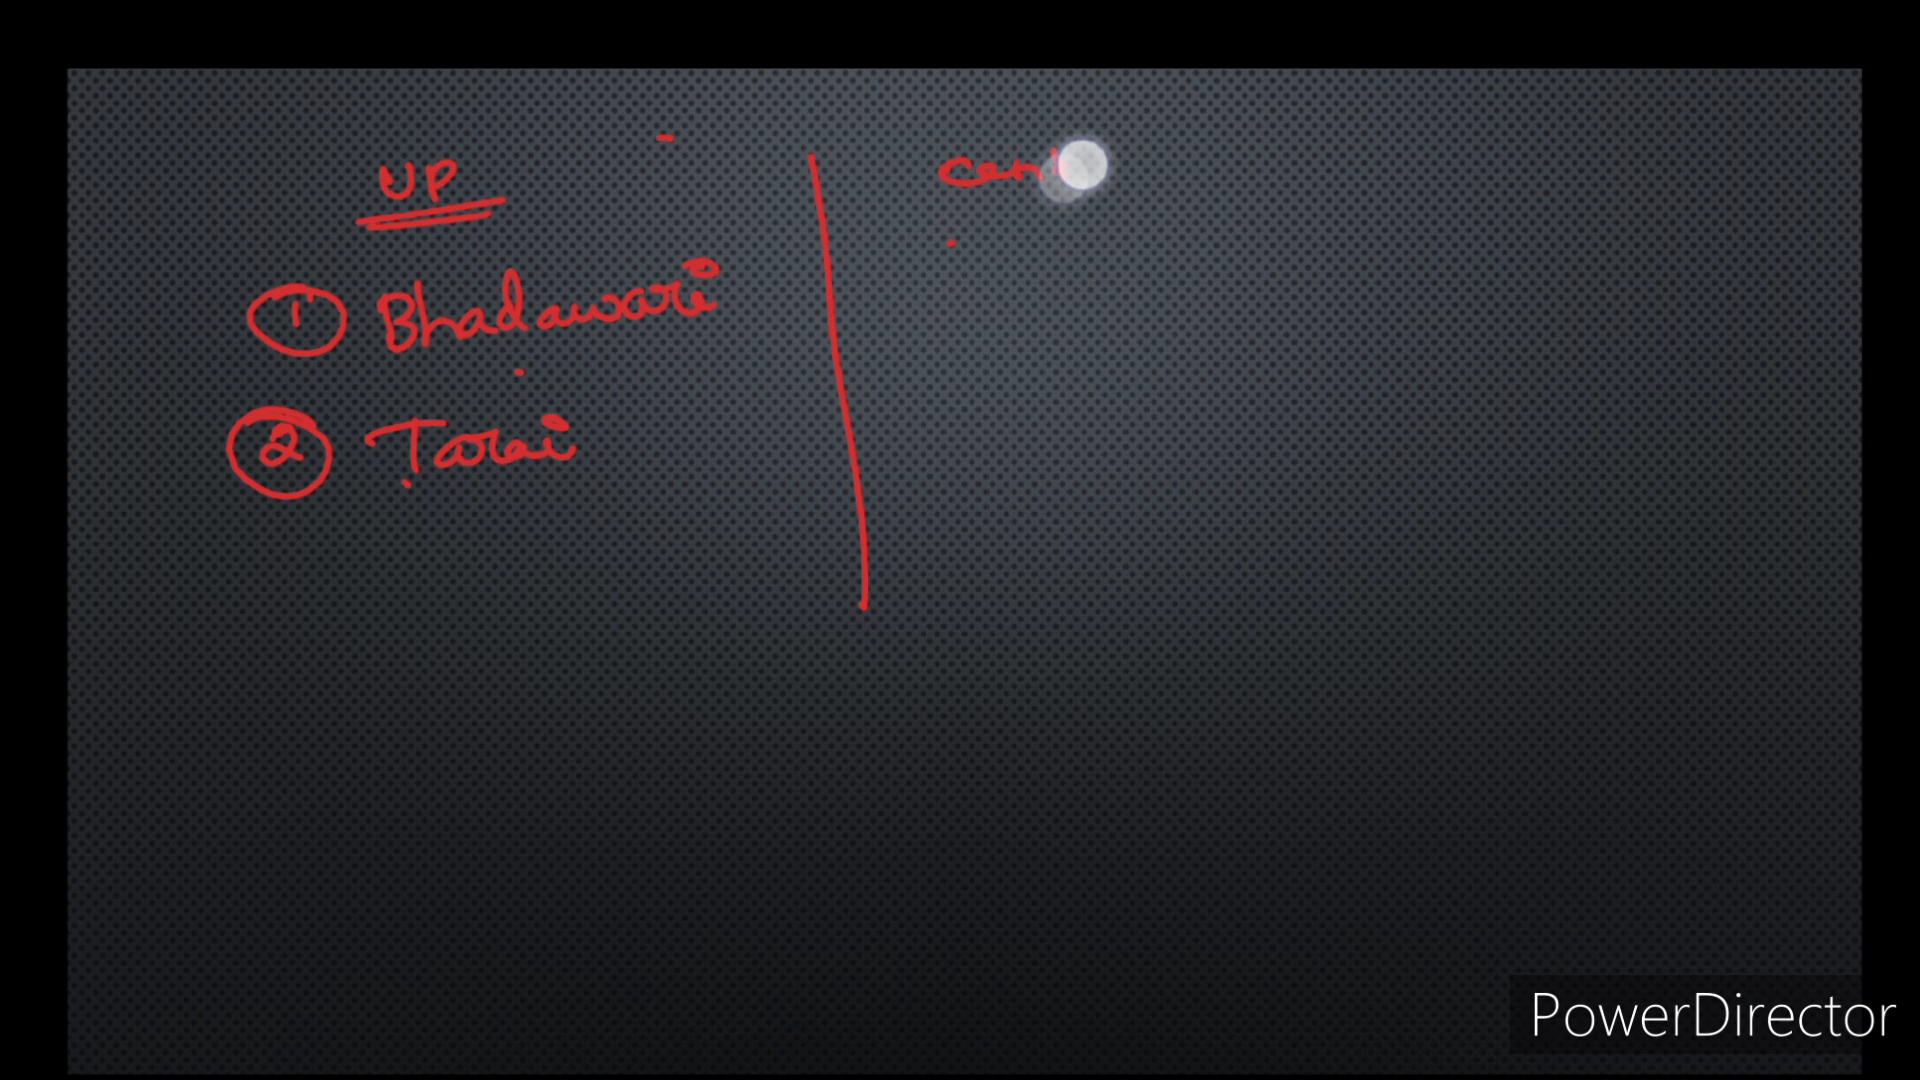 UP
① Bhadawari
② Tarai
PowerDirector